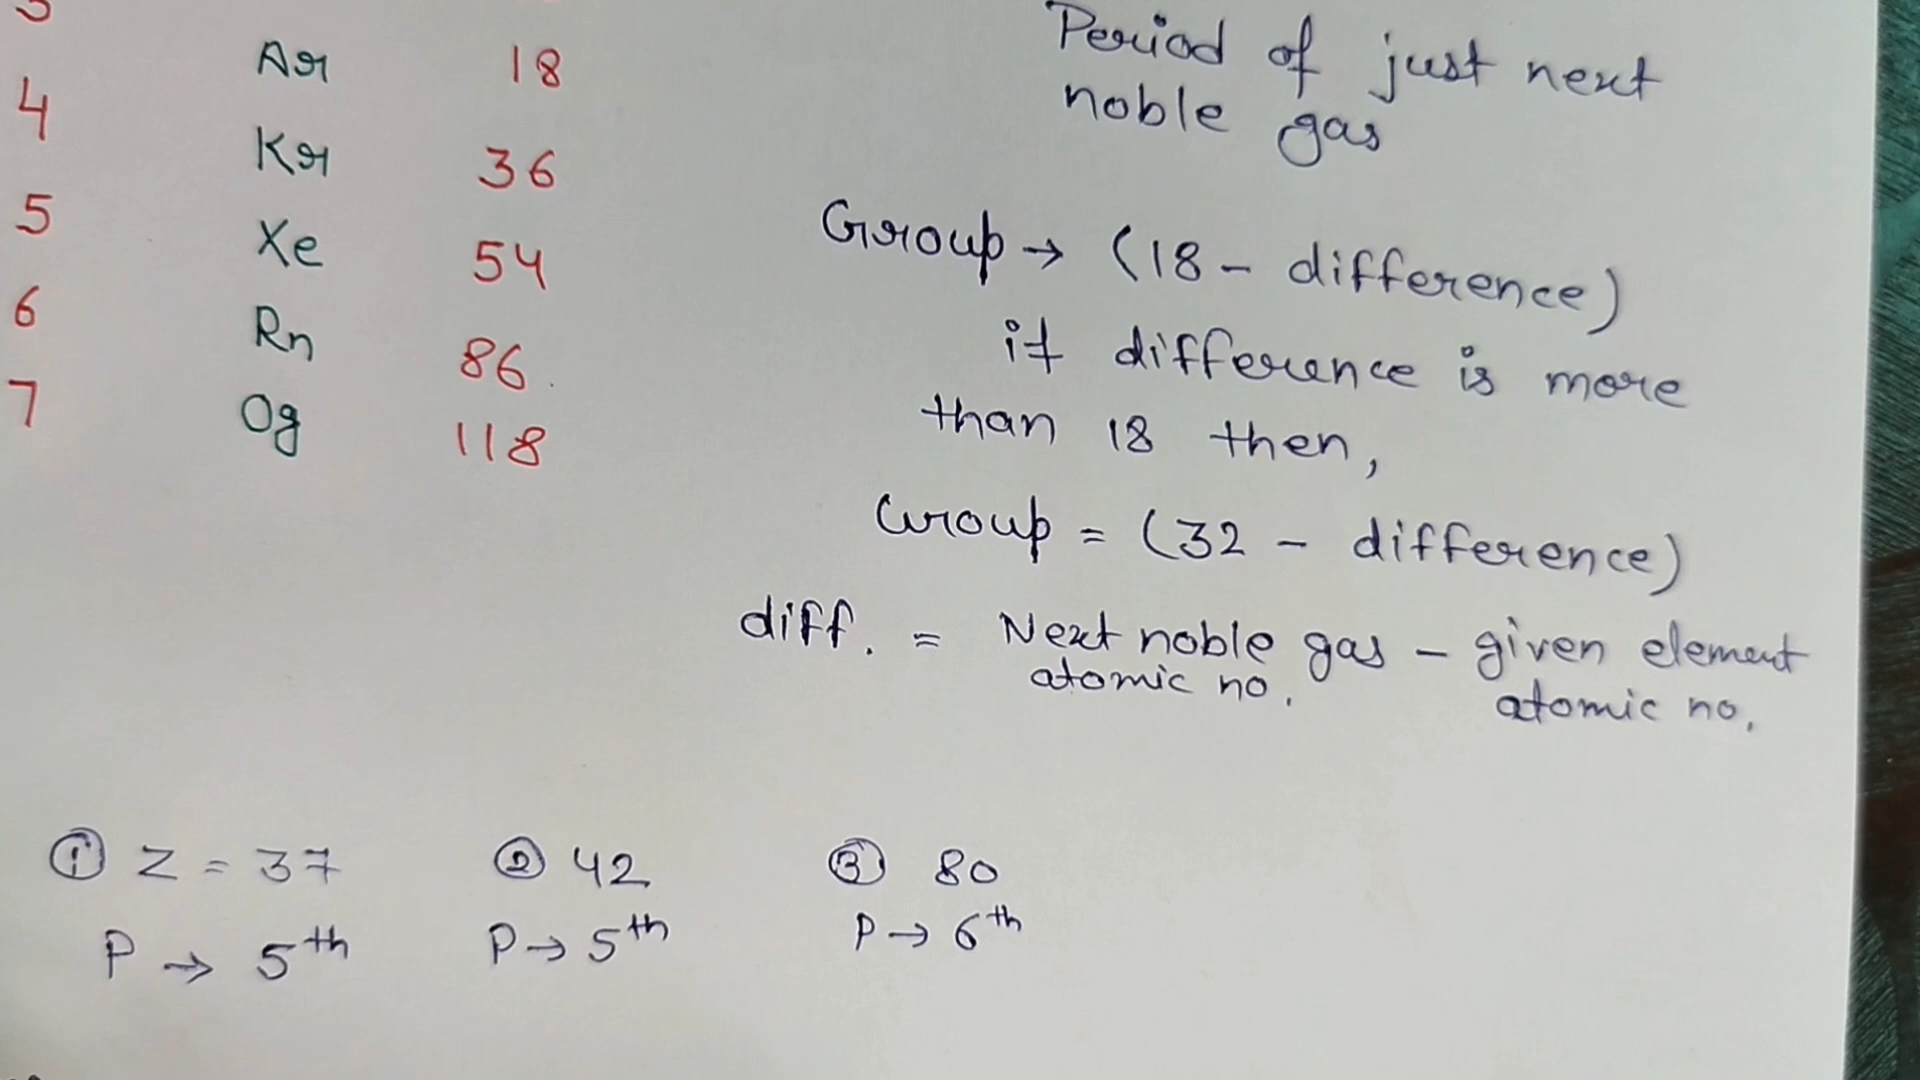 3
Ar 18
4
Kr 36
5
Xe 54
6
Rn 86
7
Og 118
Period of just next
noble gas
Group → (18 - difference)
if difference is more
than 18 then,
Group = (32 - difference)
diff. = Next noble gas - given element
atomic no. atomic no.
① Z = 37 ② 42 ③ 80
P → 5th P → 5th P → 6th